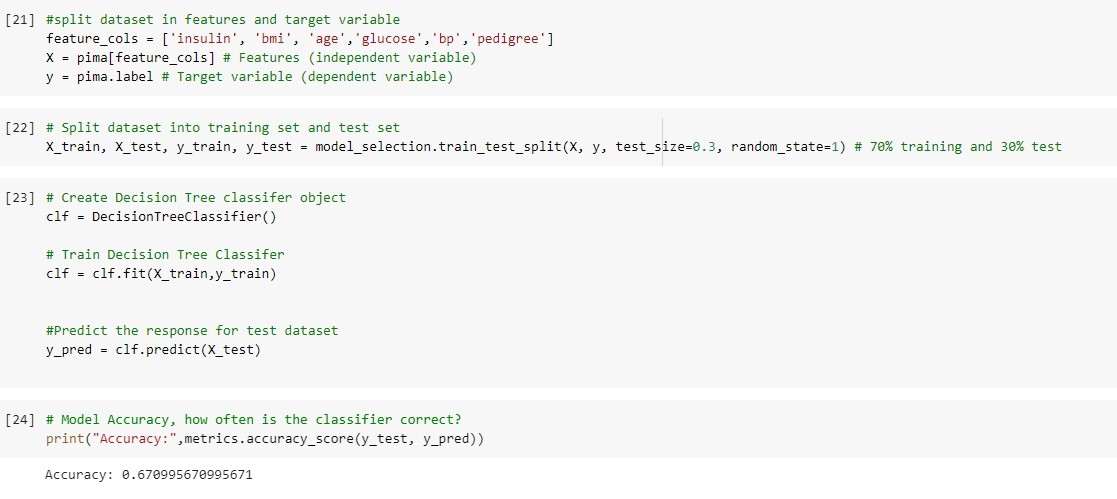 [21] #split dataset in features and target variable
feature_cols = ['insulin', 'bmi', 'age','glucose','bp','pedigree']
X = pima[feature_cols] # Features (independent variable)
y = pima.label # Target variable (dependent variable)
[22] # Split dataset into training set and test set
X_train, X_test, y_train, y_test = model_selection.train_test_split(X, y, test_size=0.3, random_state=1) # 70% training and 30% test
[23] # Create Decision Tree classifer object
clf = DecisionTreeClassifier()
# Train Decision Tree Classifer
clf = clf.fit(X_train,y_train)
#Predict the response for test dataset
y_pred = clf.predict(X_test)
[24] # Model Accuracy, how often is the classifier correct?
print("Accuracy:",metrics.accuracy_score(y_test, y_pred))
Accuracy: 0.670995670995671